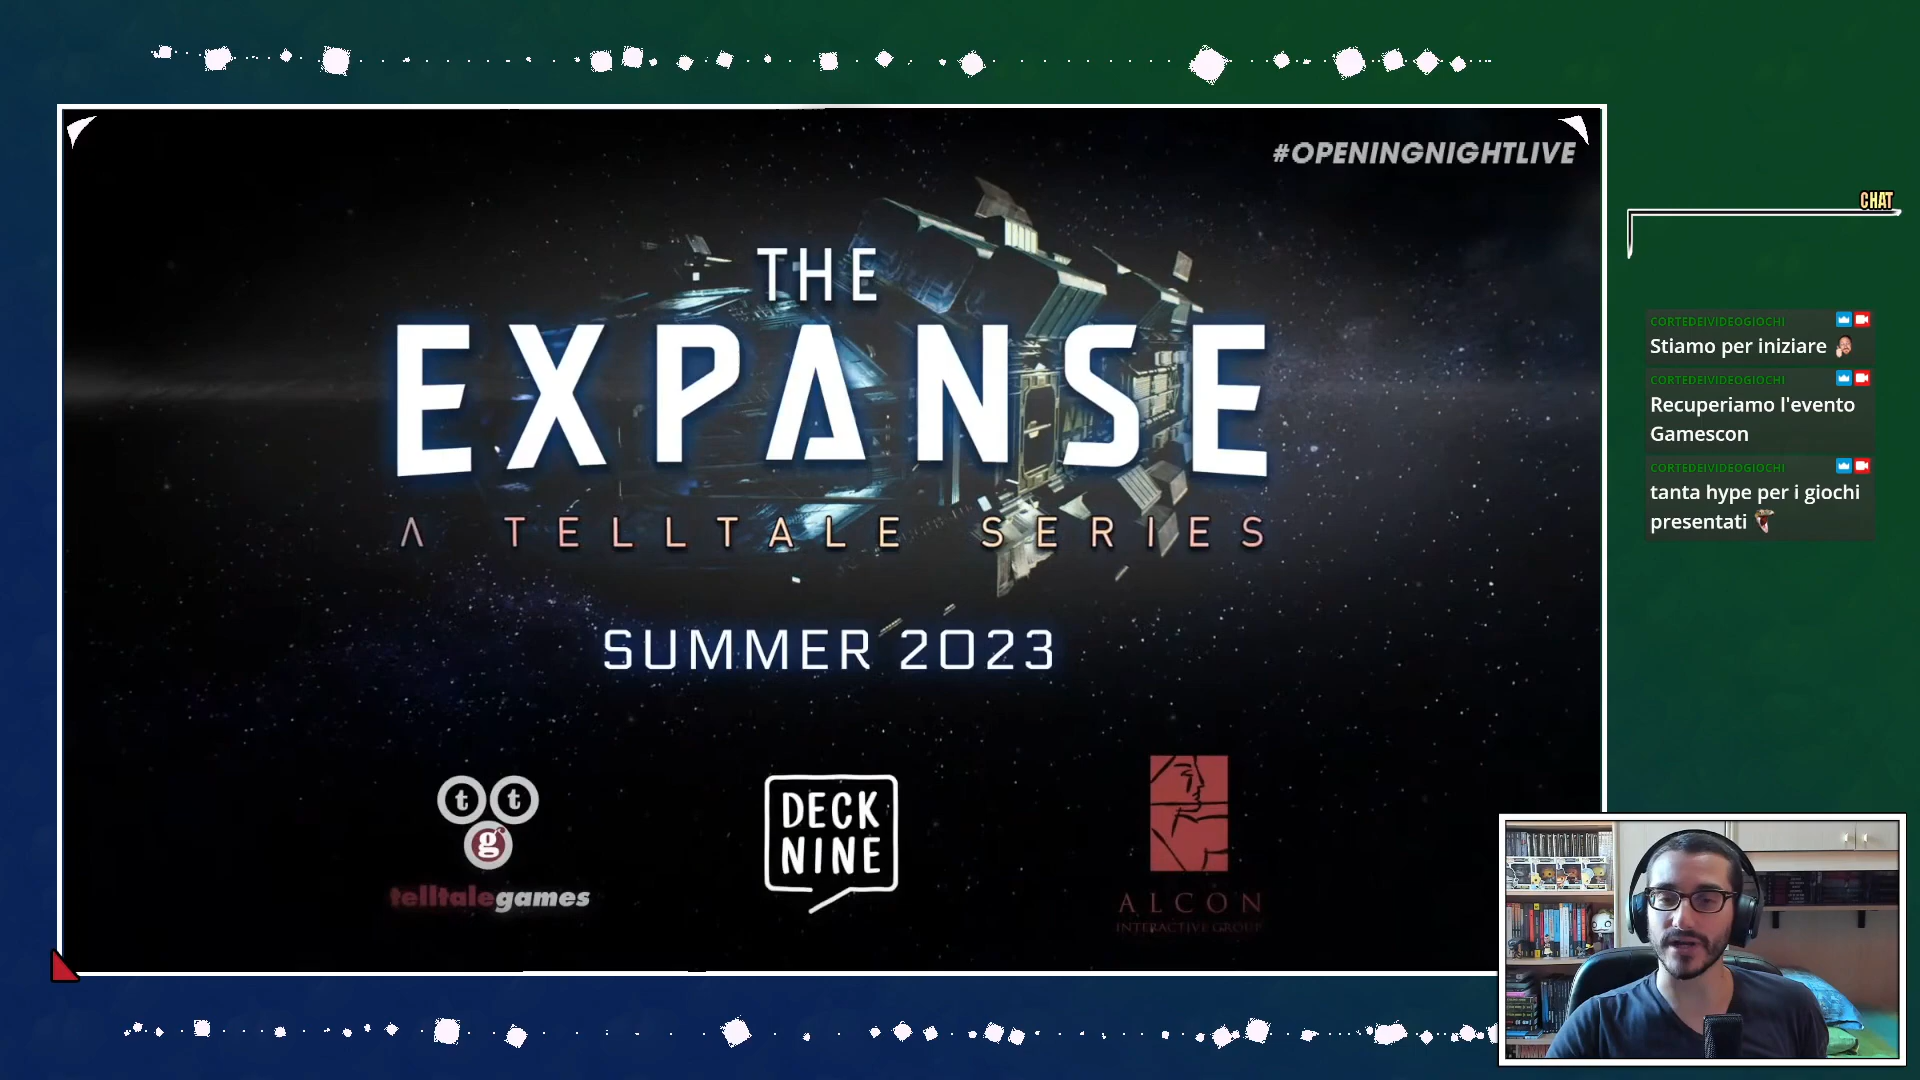 #OPENINGNIGHTLIVE
THE
EXPANSE
A TELLTALE SERIES
SUMMER 2023
ttg
telltalegames
DECK
NINE
ALCON
INTERACTIVE GROUP
CHAT
CORTEDEIVIDEOGIOCHI
Stiamo per iniziare
CORTEDEIVIDEOGIOCHI
Recuperiamo l'evento
Gamescon
CORTEDEIVIDEOGIOCHI
tanta hype per i giochi
presentati